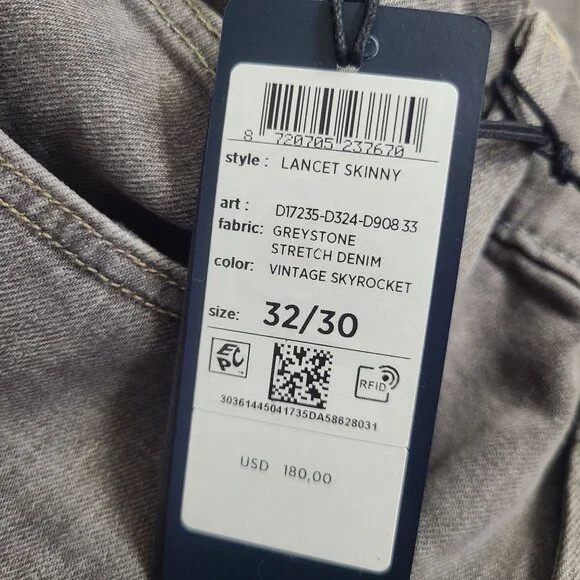 8 720705 237670
style : LANCET SKINNY
art : D17235-D324-D908 33
fabric: GREYSTONE
STRETCH DENIM
color: VINTAGE SKYROCKET
size: 32/30
EPC™
RFID
30361445041735DA58628031
USD 180,00